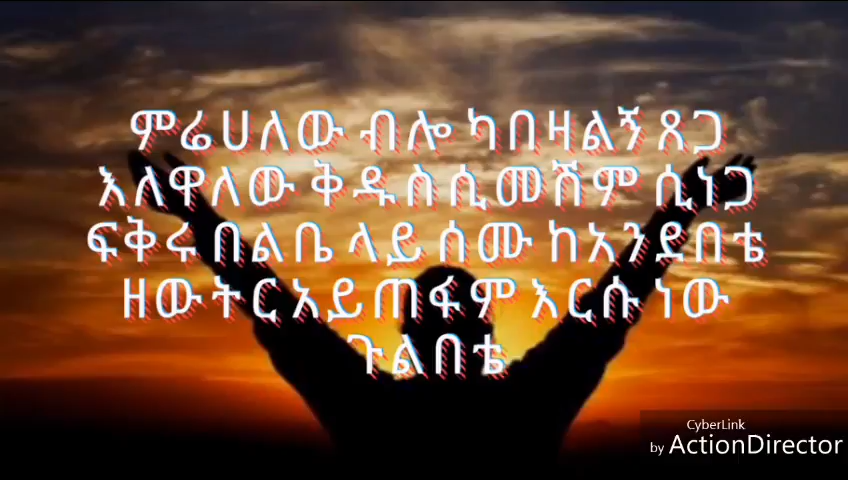 ምሬሀለው ብሎ ካበዛልኝ ጸጋ
እለዋለው ቅዱስ ሲመሽም ሲነጋ
ፍቅሩ በልቤ ላይ ሰሙ ከአንደበቴ
ዘውትር አይጠፋም እርሱ ነው
ጉልበቴ
CyberLink
by ActionDirector